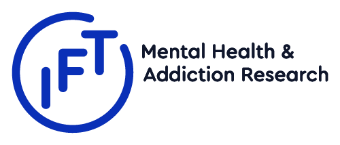 IFT
Mental Health &
Addiction Research